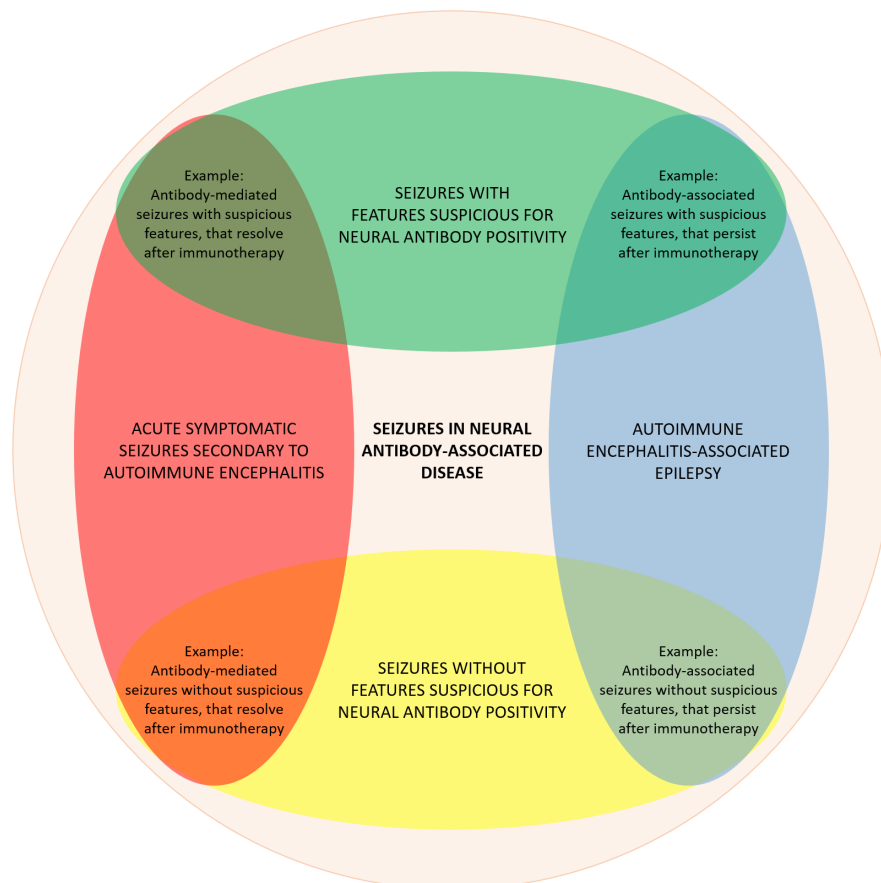 Example:
Antibody-mediated
seizures with suspicious
features, that resolve
after immunotherapy
SEIZURES WITH
FEATURES SUSPICIOUS FOR
NEURAL ANTIBODY POSITIVITY
Example:
Antibody-associated
seizures with suspicious
features, that persist
after immunotherapy
ACUTE SYMPTOMATIC
SEIZURES SECONDARY TO
AUTOIMMUNE ENCEPHALITIS
SEIZURES IN NEURAL
ANTIBODY-ASSOCIATED
DISEASE
AUTOIMMUNE
ENCEPHALITIS-ASSOCIATED
EPILEPSY
Example:
Antibody-mediated
seizures without suspicious
features, that resolve
after immunotherapy
SEIZURES WITHOUT
FEATURES SUSPICIOUS FOR
NEURAL ANTIBODY POSITIVITY
Example:
Antibody-associated
seizures without suspicious
features, that persist
after immunotherapy